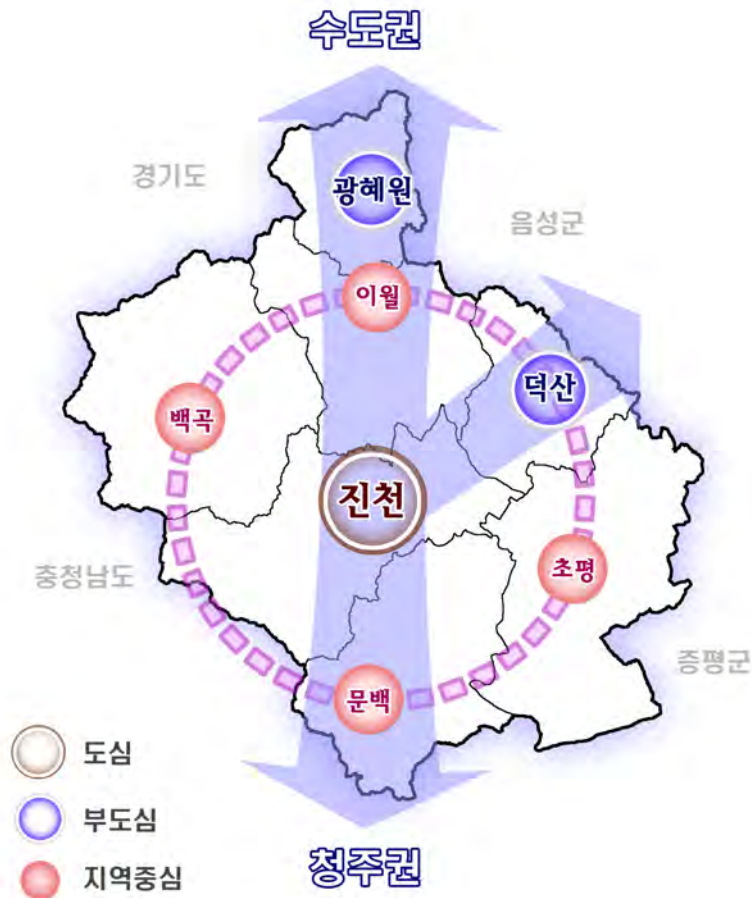 수도권
경기도
광혜원
음성군
이월
덕산
백곡
진천
초평
충청남도
증평군
문백
도심
부도심
지역중심
청주권